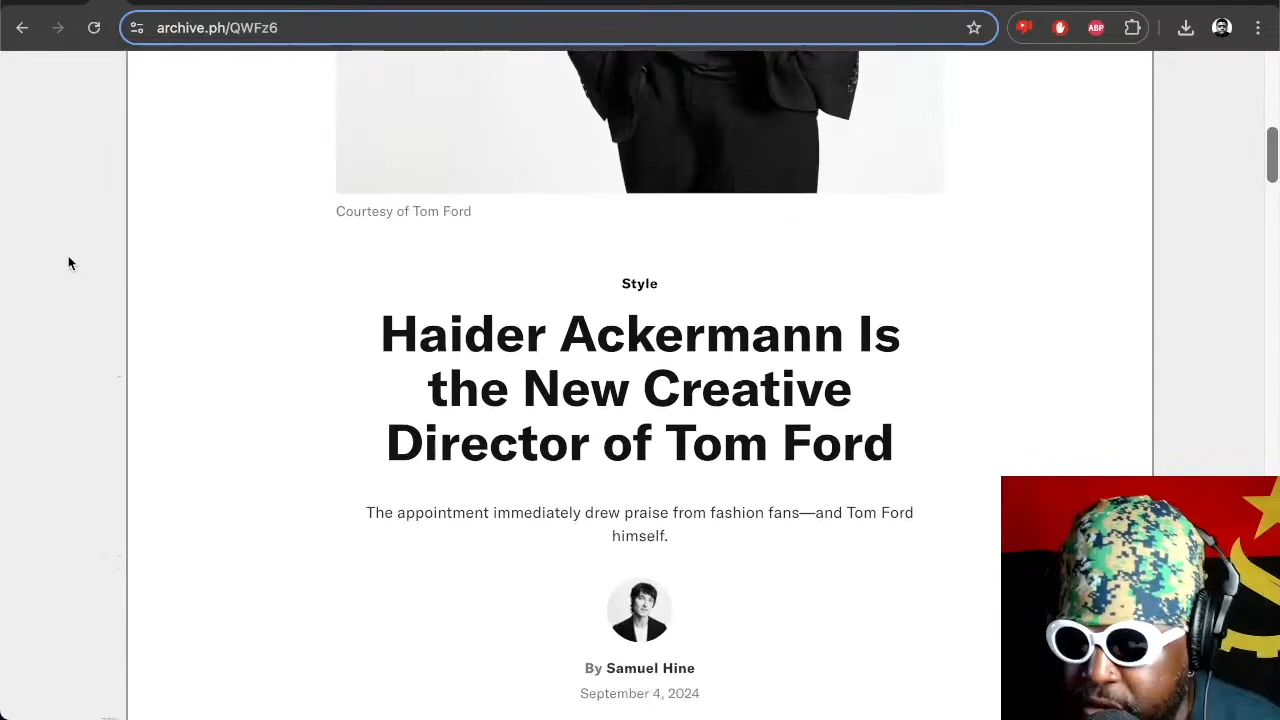 archive.ph/QWFz6
ABP
Courtesy of Tom Ford
Style
Haider Ackermann Is
the New Creative
Director of Tom Ford
The appointment immediately drew praise from fashion fans—and Tom Ford
himself.
By Samuel Hine
September 4, 2024